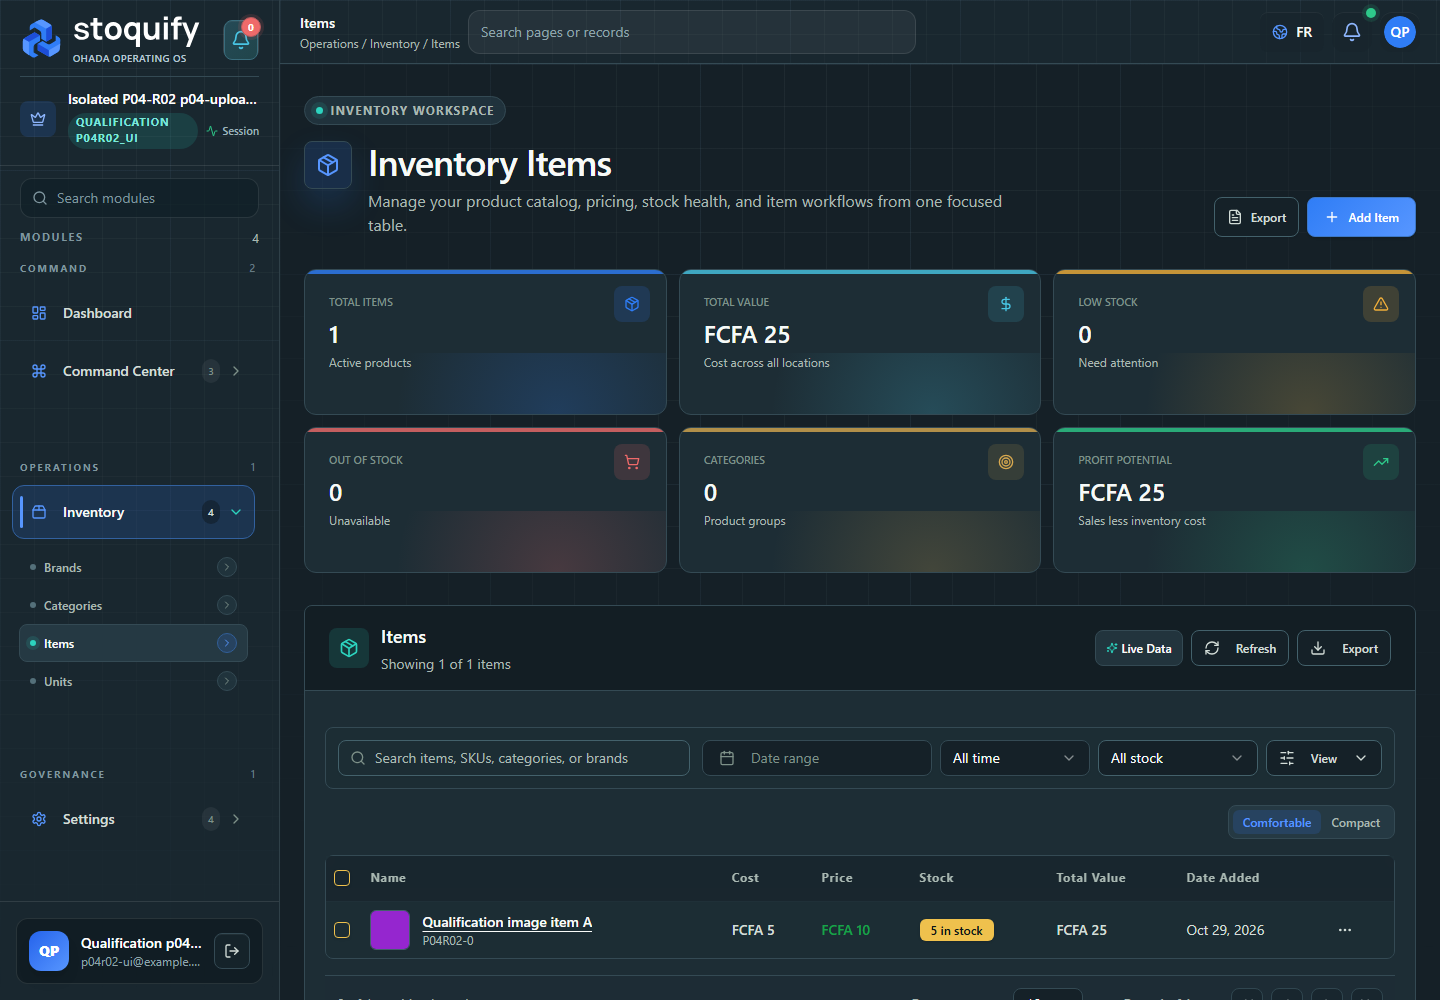 stoquify
OHADA OPERATING OS
0
Isolated P04-R02 p04-uploa...
QUALIFICATION
P04R02_UI
Session
Search modules
MODULES 4
COMMAND 2
Dashboard
Command Center 3
OPERATIONS 1
Inventory 4
Brands
Categories
Items
Units
GOVERNANCE 1
Settings 4
QP
Qualification p04...
p04r02-ui@example....
Items
Operations / Inventory / Items
Search pages or records
FR
QP
INVENTORY WORKSPACE
Inventory Items
Manage your product catalog, pricing, stock health, and item workflows from one focused
table.
Export
Add Item
TOTAL ITEMS
1
Active products
TOTAL VALUE
FCFA 25
Cost across all locations
LOW STOCK
0
Need attention
OUT OF STOCK
0
Unavailable
CATEGORIES
0
Product groups
PROFIT POTENTIAL
FCFA 25
Sales less inventory cost
Items
Showing 1 of 1 items
Live Data
Refresh
Export
Search items, SKUs, categories, or brands
Date range
All time
All stock
View
Comfortable
Compact
Name Cost Price Stock Total Value Date Added
Qualification image item A
P04R02-0
FCFA 5
FCFA 10
5 in stock
FCFA 25
Oct 29, 2026